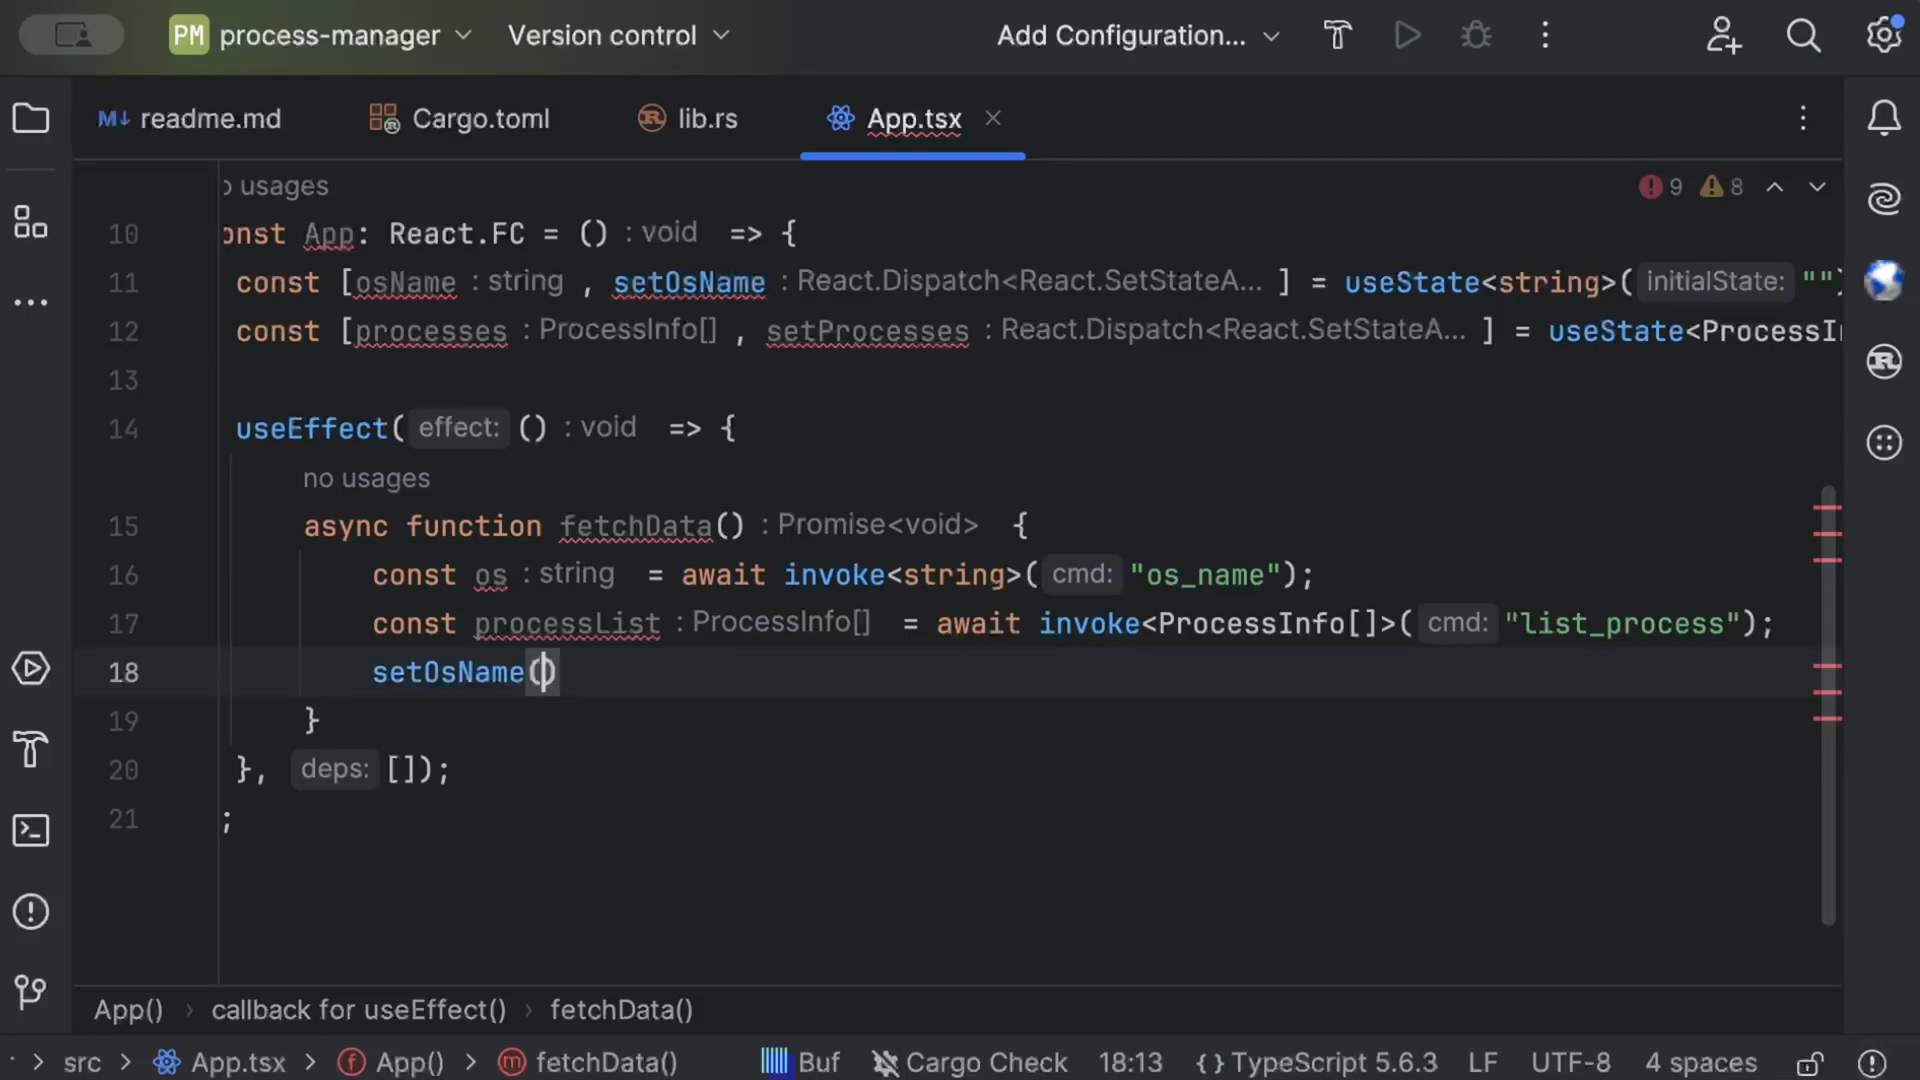 PM process-manager Version control Add Configuration...
readme.md Cargo.toml lib.rs App.tsx
o usages 9 8
10 onst App: React.FC = () : void => {
11 const [osName : string , setOsName : React.Dispatch<React.SetStateA... ] = useState<string>( initialState: "")
12 const [processes : ProcessInfo[] , setProcesses : React.Dispatch<React.SetStateA... ] = useState<ProcessI
13
14 useEffect( effect: () : void => {
no usages
15 async function fetchData() : Promise<void> {
16 const os : string = await invoke<string>( cmd: "os_name");
17 const processList : ProcessInfo[] = await invoke<ProcessInfo[]>( cmd: "list_process");
18 setOsName()
19 }
20 }, deps: []);
21 ;
App() › callback for useEffect() › fetchData()
› src › App.tsx › App() › fetchData() Buf Cargo Check 18:13 {} TypeScript 5.6.3 LF UTF-8 4 spaces